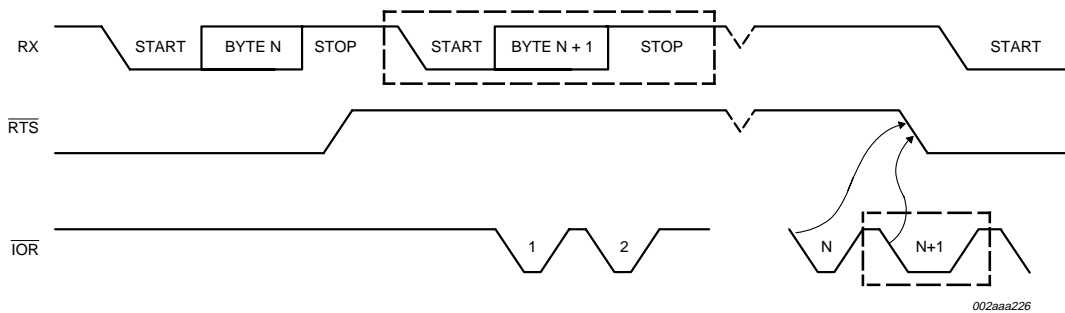 RX START BYTE N STOP START BYTE N + 1 STOP START
RTS
IOR 1 2 N N+1
002aaa226